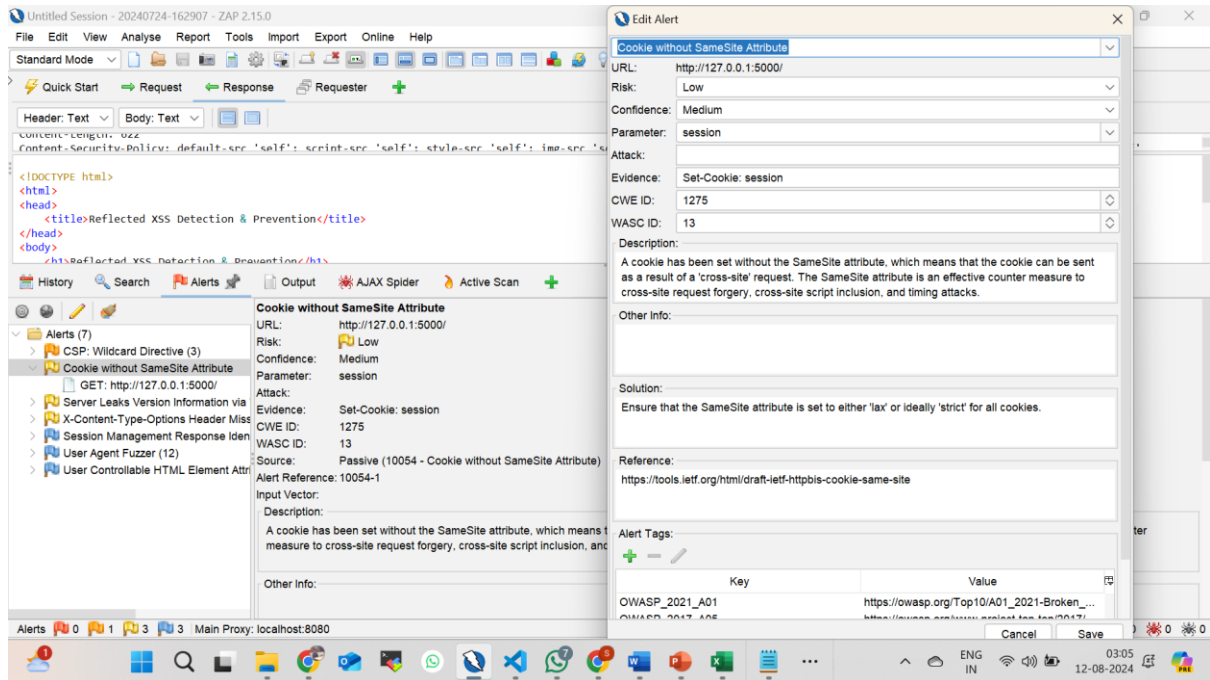 Untitled Session - 20240724-162907 - ZAP 2.15.0
File Edit View Analyse Report Tools Import Export Online Help
Standard Mode
Quick Start Request Response Requester
Header: Text Body: Text
Content-Length: 622
Content-Security-Policy: default-src 'self'; script-src 'self'; style-src 'self'; img-src
<!DOCTYPE html>
<html>
<head>
<title>Reflected XSS Detection & Prevention</title>
</head>
<body>
<h1>Reflected XSS Detection & Prevention</h1>
History Search Alerts Output AJAX Spider Active Scan
Alerts (7)
CSP: Wildcard Directive (3)
Cookie without SameSite Attribute
GET: http://127.0.0.1:5000/
Server Leaks Version Information via
X-Content-Type-Options Header Miss
Session Management Response Iden
User Agent Fuzzer (12)
User Controllable HTML Element Attri
Cookie without SameSite Attribute
URL: http://127.0.0.1:5000/
Risk: Low
Confidence: Medium
Parameter: session
Attack:
Evidence: Set-Cookie: session
CWE ID: 1275
WASC ID: 13
Source: Passive (10054 - Cookie without SameSite Attribute)
Alert Reference: 10054-1
Input Vector:
Description:
A cookie has been set without the SameSite attribute, which means t
measure to cross-site request forgery, cross-site script inclusion, and
ter
Other Info:
Alerts 0 1 3 3 Main Proxy: localhost:8080
0 0
Edit Alert
Cookie without SameSite Attribute
URL: http://127.0.0.1:5000/
Risk: Low
Confidence: Medium
Parameter: session
Attack:
Evidence: Set-Cookie: session
CWE ID: 1275
WASC ID: 13
Description:
A cookie has been set without the SameSite attribute, which means that the cookie can be sent
as a result of a 'cross-site' request. The SameSite attribute is an effective counter measure to
cross-site request forgery, cross-site script inclusion, and timing attacks.
Other Info:
Solution:
Ensure that the SameSite attribute is set to either 'lax' or ideally 'strict' for all cookies.
Reference:
https://tools.ietf.org/html/draft-ietf-httpbis-cookie-same-site
Alert Tags:
Key Value
OWASP_2021_A01 https://owasp.org/Top10/A01_2021-Broken_...
OWASP_2017_A05
Cancel Save
1
7
S
ENG
IN
03:05
12-08-2024
PRE